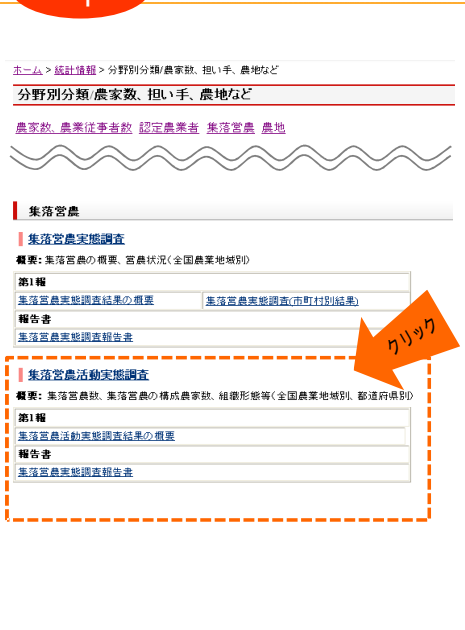 ホーム > 統計情報 > 分野別分類/農家数、担い手、農地など
分野別分類/農家数、担い手、農地など
農家数、農業従事者数 認定農業者 集落営農 農地
集落営農
集落営農実態調査
概要: 集落営農の概要、営農状況(全国農業地域別)
第1報
集落営農実態調査結果の概要 集落営農実態調査(市町村別結果)
報告書
集落営農実態調査報告書
クリック
集落営農活動実態調査
概要: 集落営農数、集落営農の構成農家数、組織形態等(全国農業地域別、都道府県別)
第1報
集落営農活動実態調査結果の概要
報告書
集落営農実態調査報告書